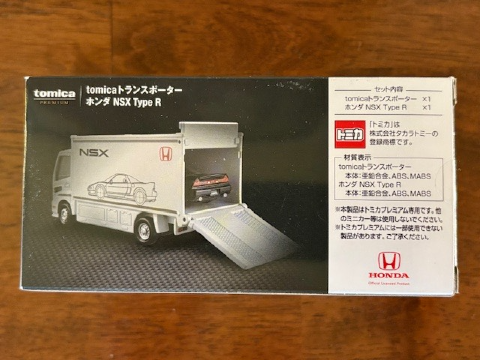 tomica
PREMIUM
tomicaトランスポーター
ホンダ NSX Type R
NSX
セット内容
tomicaトランスポーター ×1
ホンダ NSX Type R ×1
トミカ
「トミカ」は
株式会社タカラトミーの
登録商標です。
材質表示
tomicaトランスポーター
本体:亜鉛合金、ABS、MABS
ホンダ NSX Type R
本体:亜鉛合金、ABS、MABS
※本製品はトミカプレミアム専用です。他
のミニカー等は使用しないでください。
※トミカプレミアムには一部使用できない
製品があります。ご了承ください。
HONDA
Official Licensed Product